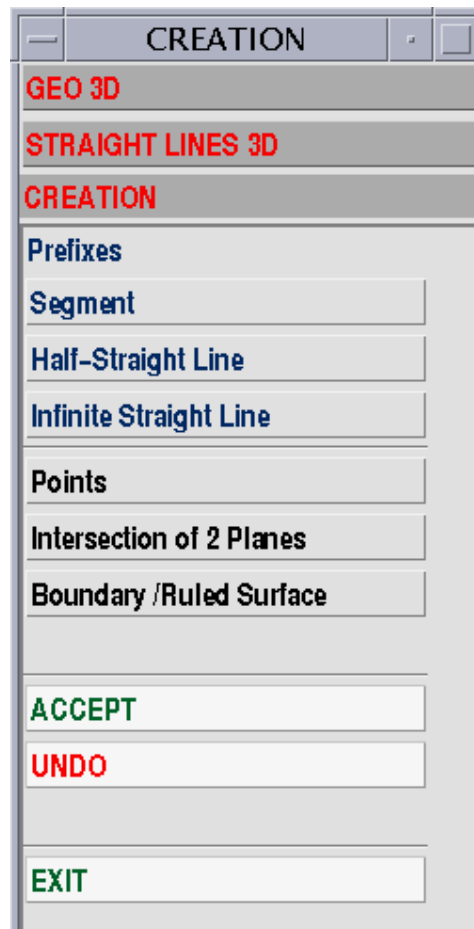 CREATION
GEO 3D
STRAIGHT LINES 3D
CREATION
Prefixes
Segment
Half-Straight Line
Infinite Straight Line
Points
Intersection of 2 Planes
Boundary /Ruled Surface
ACCEPT
UNDO
EXIT